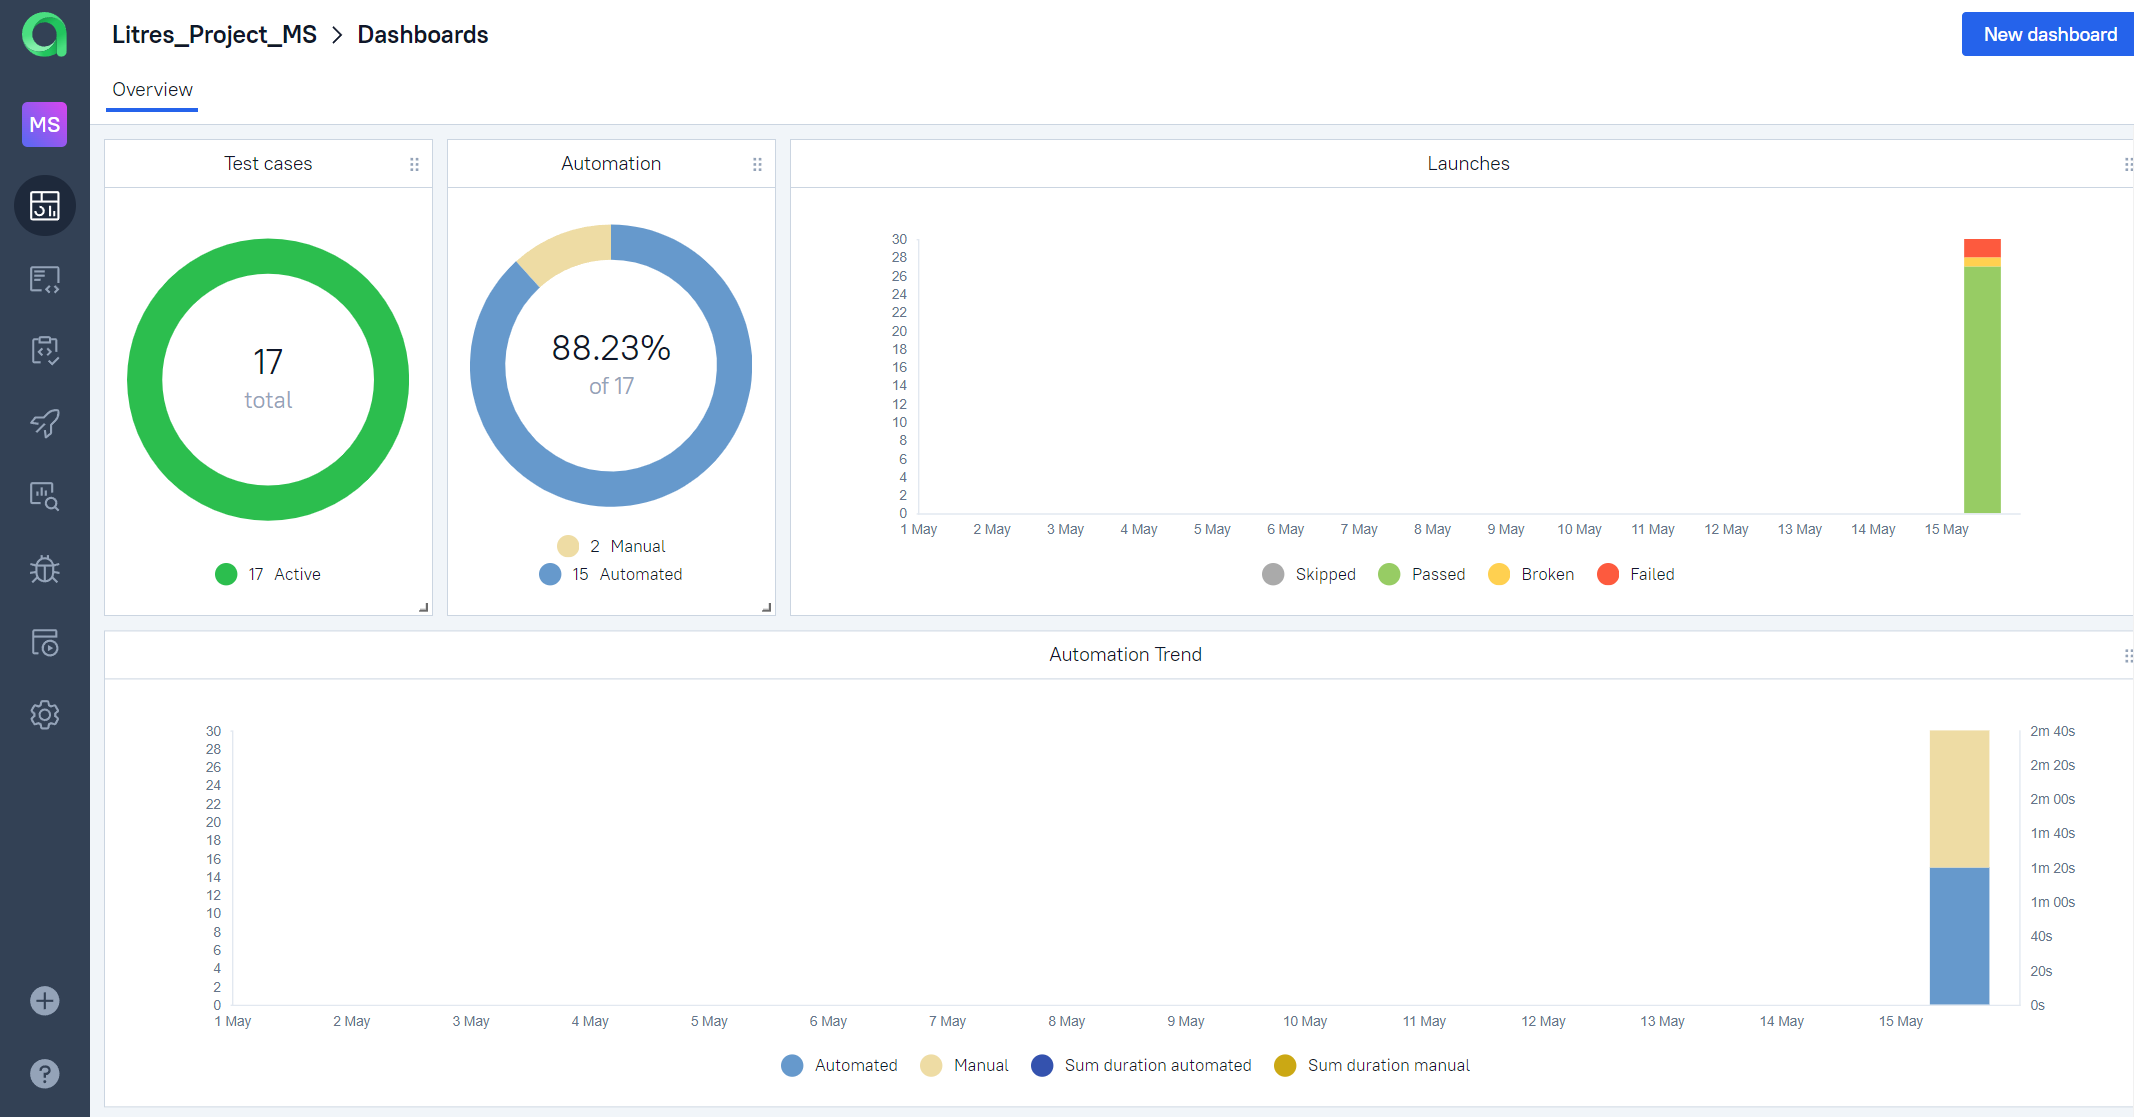 Litres_Project_MS > Dashboards
New dashboard
Overview
MS
Test cases
17
total
17 Active
Automation
88.23%
of 17
2 Manual
15 Automated
Launches
30
28
26
24
22
20
18
16
14
12
10
8
6
4
2
0
1 May 2 May 3 May 4 May 5 May 6 May 7 May 8 May 9 May 10 May 11 May 12 May 13 May 14 May 15 May
Skipped Passed Broken Failed
Automation Trend
30
28
26
24
22
20
18
16
14
12
10
8
6
4
2
0
2m 40s
2m 20s
2m 00s
1m 40s
1m 20s
1m 00s
40s
20s
0s
1 May 2 May 3 May 4 May 5 May 6 May 7 May 8 May 9 May 10 May 11 May 12 May 13 May 14 May 15 May
Automated Manual Sum duration automated Sum duration manual